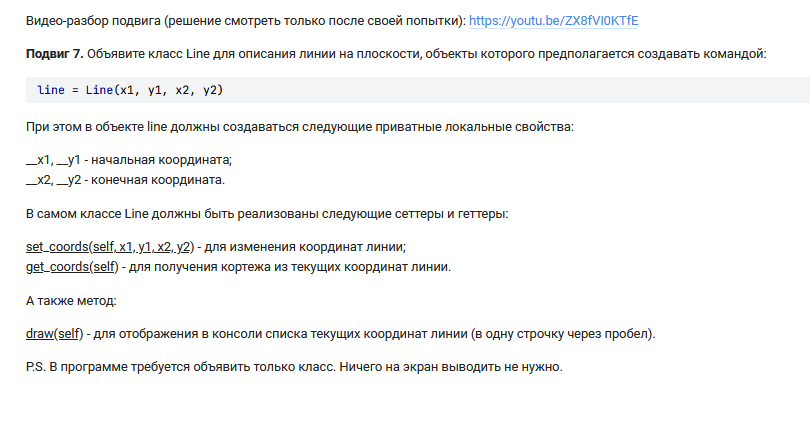 Видео-разбор подвига (решение смотреть только после своей попытки): https://youtu.be/ZX8fVI0KTfE
Подвиг 7. Объявите класс Line для описания линии на плоскости, объекты которого предполагается создавать командой:
line = Line(x1, y1, x2, y2)
При этом в объекте line должны создаваться следующие приватные локальные свойства:
__x1, __y1 - начальная координата;
__x2, __y2 - конечная координата.
В самом классе Line должны быть реализованы следующие сеттеры и геттеры:
set_coords(self, x1, y1, x2, y2) - для изменения координат линии;
get_coords(self) - для получения кортежа из текущих координат линии.
А также метод:
draw(self) - для отображения в консоли списка текущих координат линии (в одну строчку через пробел).
P.S. В программе требуется объявить только класс. Ничего на экран выводить не нужно.